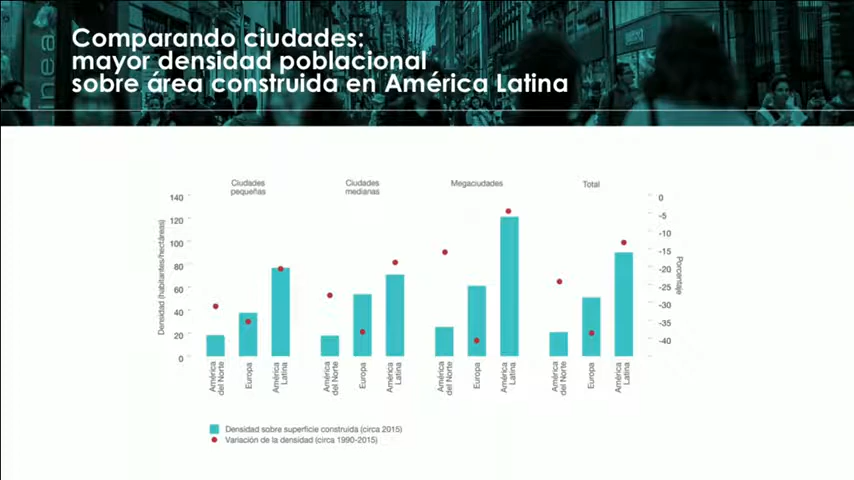 Comparando ciudades:
mayor densidad poblacional
sobre área construida en América Latina
Ciudades
pequeñas
Ciudades
medianas
Megaciudades
Total
140
120
100
80
60
40
20
0
Densidad (habitantes/hectáreas)
0
-5
-10
-15
-20
-25
-30
-35
-40
Porcentaje
América
del Norte
Europa
América
Latina
América
del Norte
Europa
América
Latina
América
del Norte
Europa
América
Latina
América
del Norte
Europa
América
Latina
Densidad sobre superficie construida (circa 2015)
Variación de la densidad (circa 1990-2015)